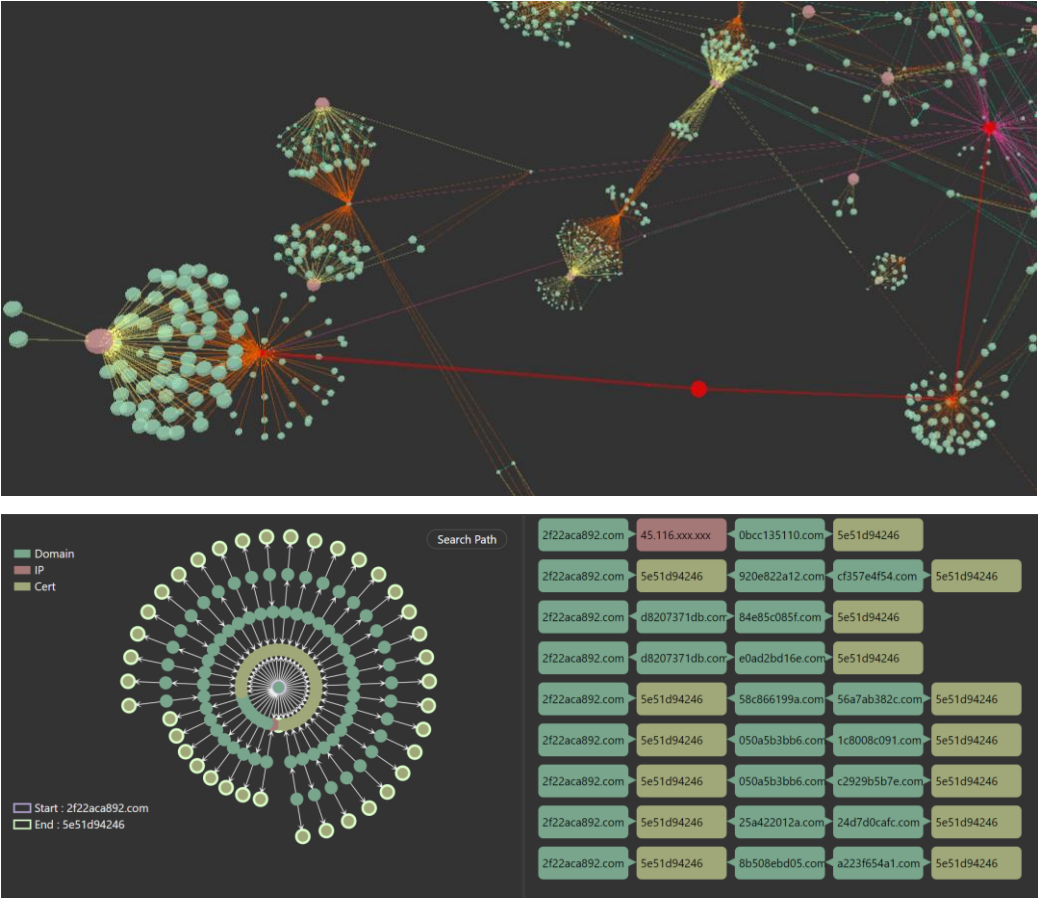 Search Path
Domain
IP
Cert
Start : 2f22aca892.com
End : 5e51d94246
2f22aca892.com 45.116.xxx.xxx 0bcc135110.com 5e51d94246
2f22aca892.com 5e51d94246 920e822a12.com cf357e4f54.com 5e51d94246
2f22aca892.com d8207371db.com 84e85c085f.com 5e51d94246
2f22aca892.com d8207371db.com e0ad2bd16e.com 5e51d94246
2f22aca892.com 5e51d94246 58c866199a.com 56a7ab382c.com 5e51d94246
2f22aca892.com 5e51d94246 050a5b3bb6.com 1c8008c091.com 5e51d94246
2f22aca892.com 5e51d94246 050a5b3bb6.com c2929b5b7e.com 5e51d94246
2f22aca892.com 5e51d94246 25a422012a.com 24d7d0cafc.com 5e51d94246
2f22aca892.com 5e51d94246 8b508ebd05.com a223f654a1.com 5e51d94246